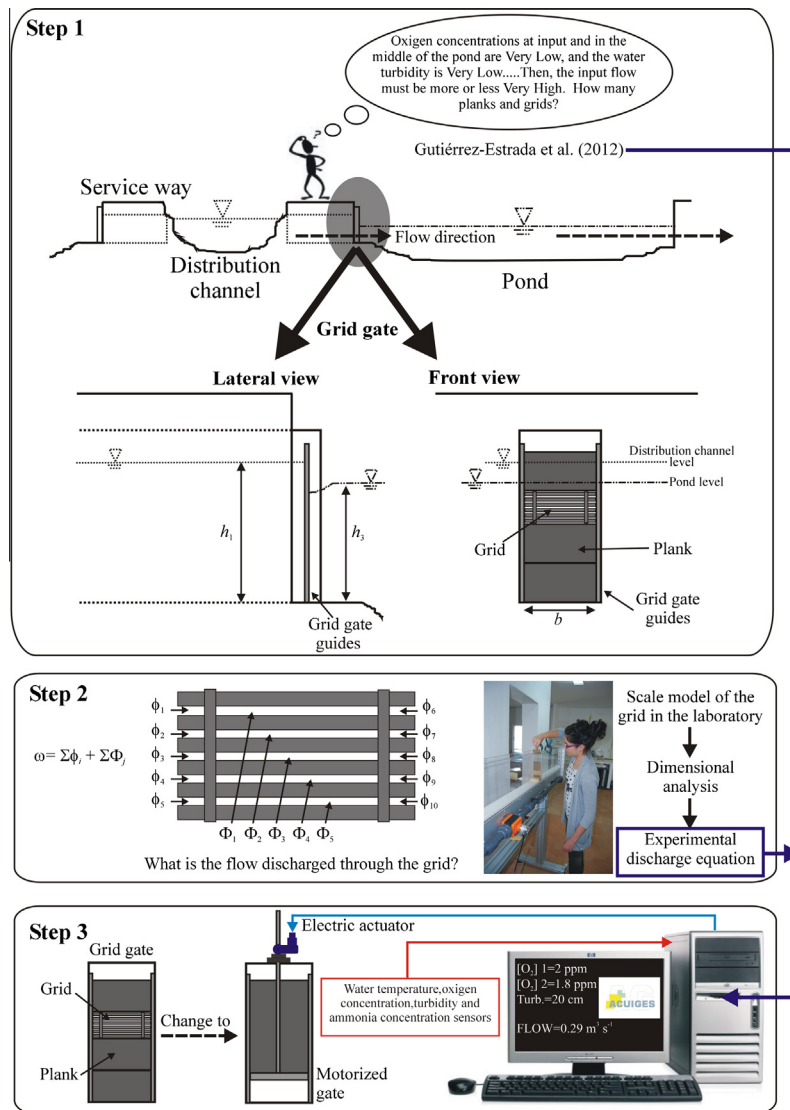 Step 1
Oxigen concentrations at input and in the
middle of the pond are Very Low, and the water
turbidity is Very Low.....Then, the input flow
must be more or less Very High. How many
planks and grids?
?
Gutiérrez-Estrada et al. (2012)
Service way
Flow direction
Distribution
channel
Pond
Grid gate
Lateral view
Front view
Distribution channel
level
Pond level
h₁
h₃
Grid
Plank
Grid gate
guides
b
Grid gate
guides
Step 2
ω= Σϕᵢ + ΣΦⱼ
ϕ₁
ϕ₂
ϕ₃
ϕ₄
ϕ₅
ϕ₆
ϕ₇
ϕ₈
ϕ₉
ϕ₁₀
Φ₁ Φ₂ Φ₃ Φ₄ Φ₅
What is the flow discharged through the grid?
Scale model of the
grid in the laboratory
Dimensional
analysis
Experimental
discharge equation
Step 3
Grid gate
Grid
Plank
Change to
Electric actuator
Motorized
gate
Water temperature,oxigen
concentration,turbidity and
ammonia concentration sensors
[O₂] 1=2 ppm
[O₂] 2=1.8 ppm
Turb.=20 cm
FLOW=0.29 m³ s⁻¹
ACUIGES